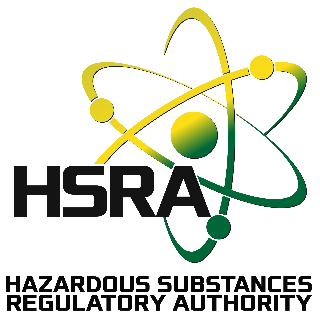 HSRA
HAZARDOUS SUBSTANCES
REGULATORY AUTHORITY